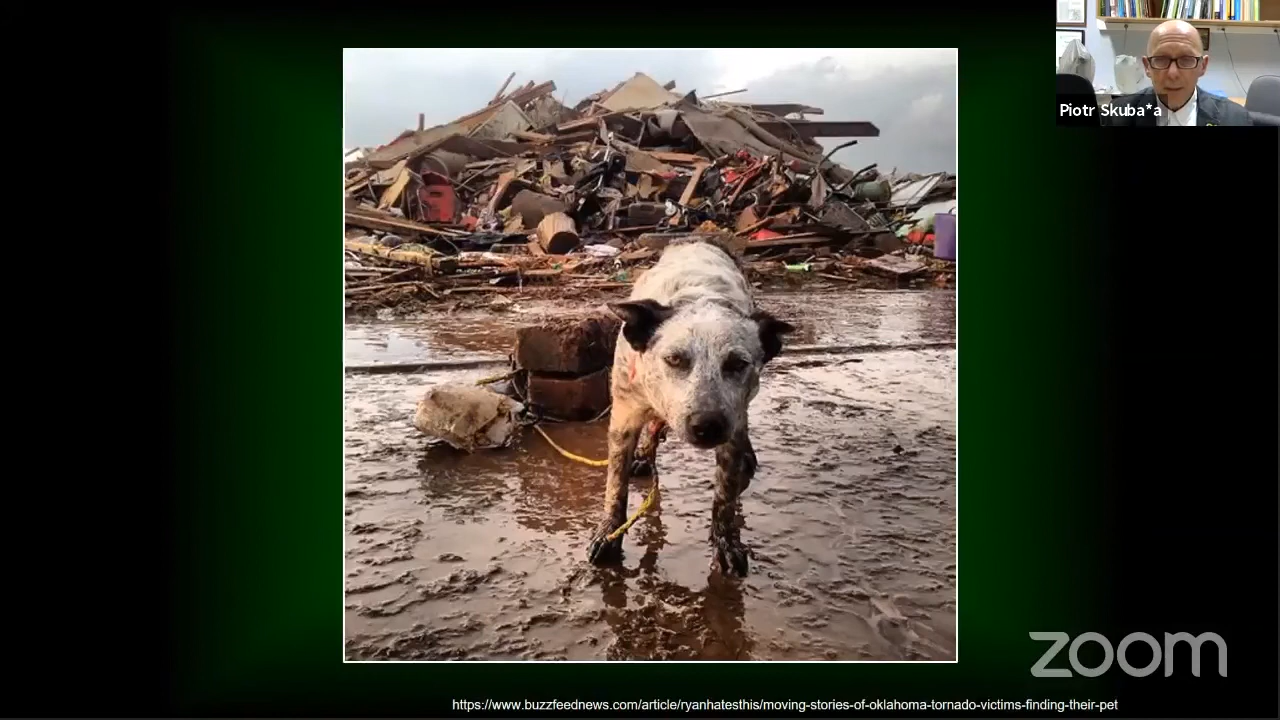 Piotr Skuba*a
zoom
https://www.buzzfeednews.com/article/ryanhatesthis/moving-stories-of-oklahoma-tornado-victims-finding-their-pet